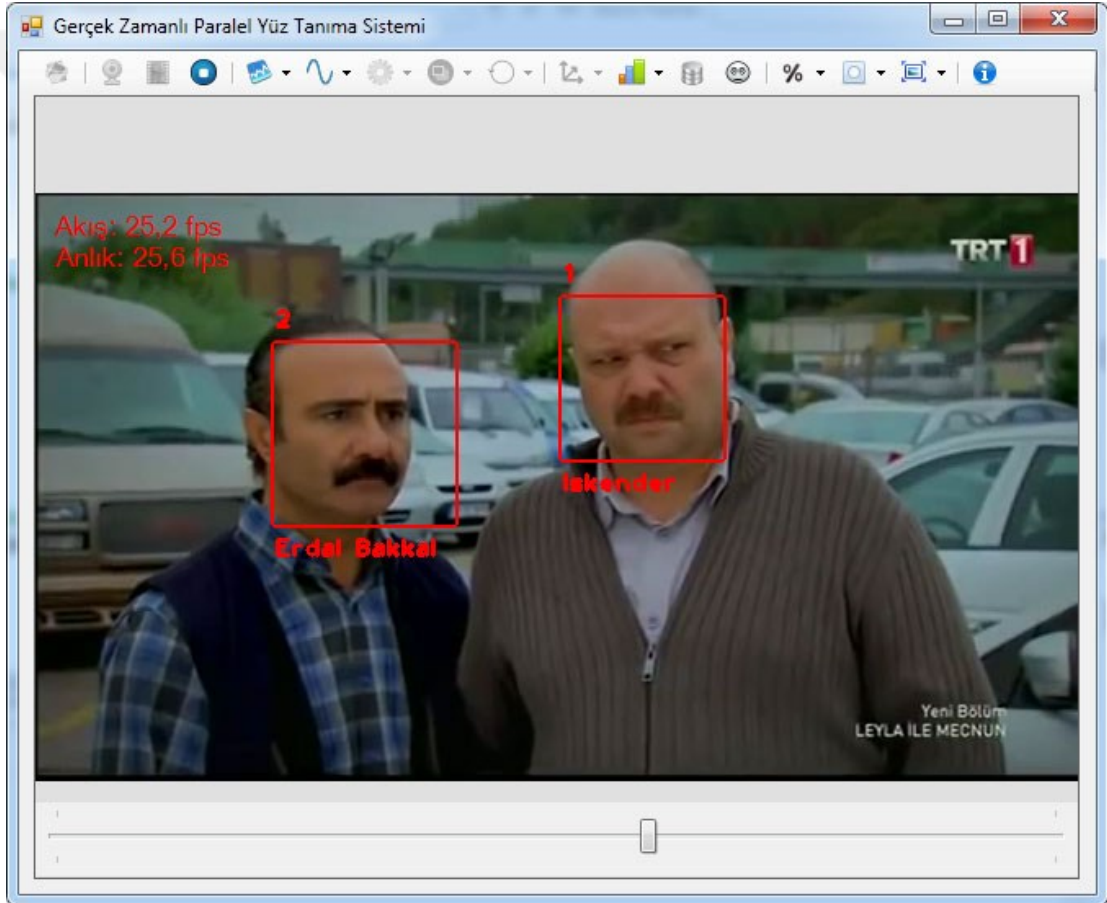 Gerçek Zamanlı Paralel Yüz Tanıma Sistemi
%
Akış: 25,2 fps
Anlık: 25,6 fps
TRT 1
1
2
Iskender
Erdal Bakkal
Yeni Bölüm
LEYLA İLE MECNUN